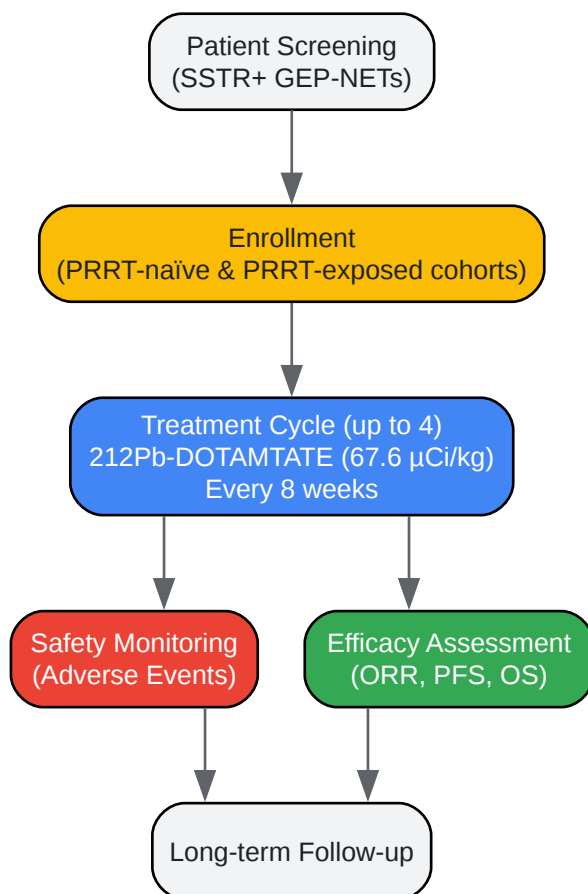 Patient Screening
(SSTR+ GEP-NETs)
Enrollment
(PRRT-naïve & PRRT-exposed cohorts)
Treatment Cycle (up to 4)
212Pb-DOTAMTATE (67.6 µCi/kg)
Every 8 weeks
Safety Monitoring
(Adverse Events)
Efficacy Assessment
(ORR, PFS, OS)
Long-term Follow-up